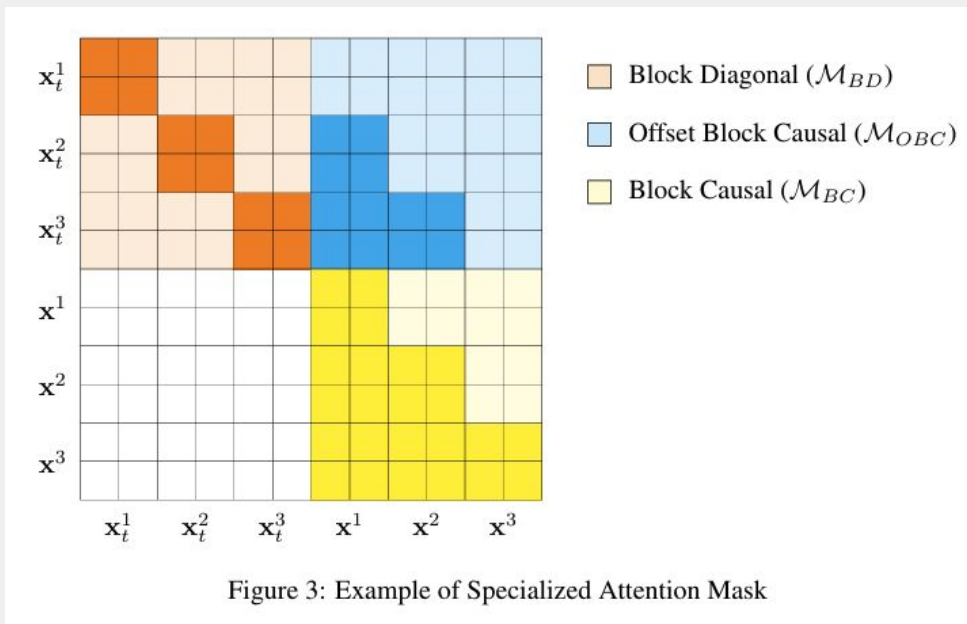 x_t^1
x_t^2
x_t^3
x^1
x^2
x^3
x_t^1 x_t^2 x_t^3 x^1 x^2 x^3
Block Diagonal (M_BD)
Offset Block Causal (M_OBC)
Block Causal (M_BC)
Figure 3: Example of Specialized Attention Mask